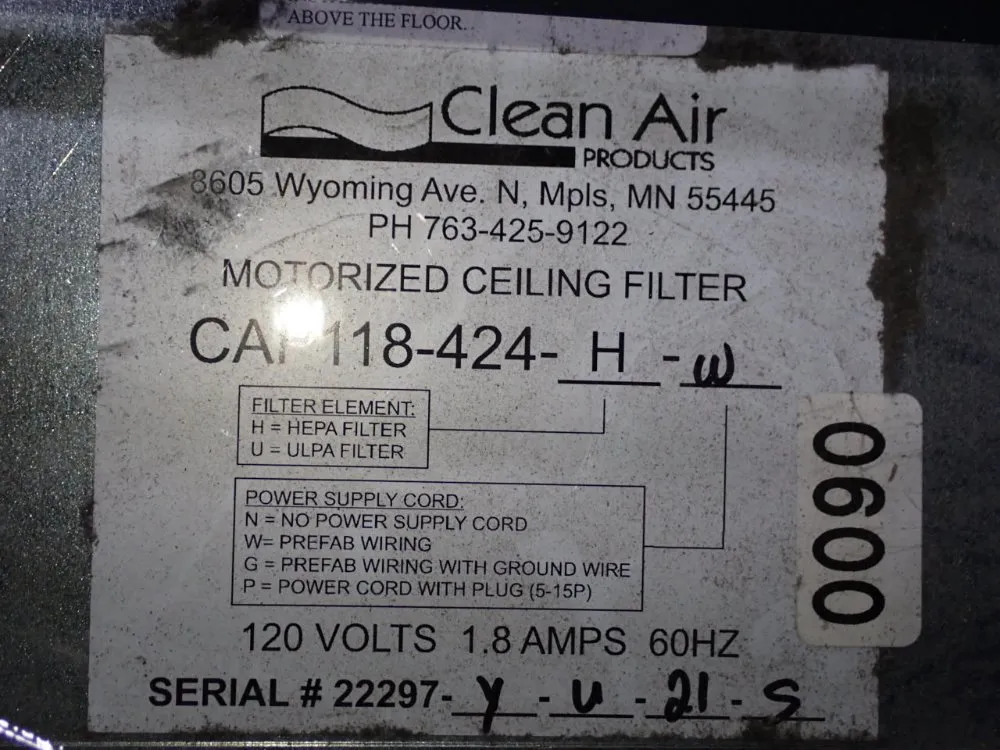 ABOVE THE FLOOR.
Clean Air
PRODUCTS
8605 Wyoming Ave. N, Mpls, MN 55445
PH 763-425-9122
MOTORIZED CEILING FILTER
CAP118-424- H - W
FILTER ELEMENT:
H = HEPA FILTER
U = ULPA FILTER
POWER SUPPLY CORD:
N = NO POWER SUPPLY CORD
W= PREFAB WIRING
G = PREFAB WIRING WITH GROUND WIRE
P = POWER CORD WITH PLUG (5-15P)
0090
120 VOLTS 1.8 AMPS 60HZ
SERIAL # 22297- Y - U - 21 - S